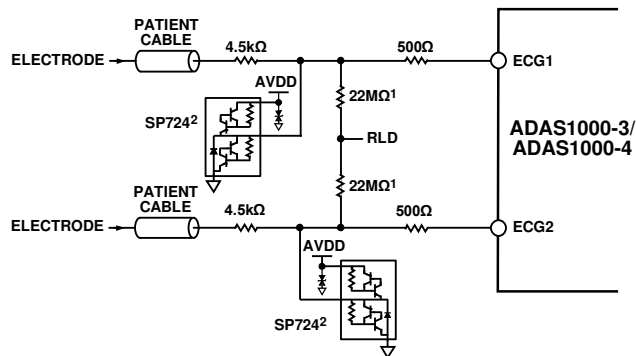 PATIENT
CABLE
ELECTRODE
4.5kΩ
500Ω
ECG1
AVDD
22MΩ1
SP7242
RLD
ADAS1000-3/
ADAS1000-4
22MΩ1
PATIENT
CABLE
ELECTRODE
4.5kΩ
500Ω
ECG2
AVDD
SP7242